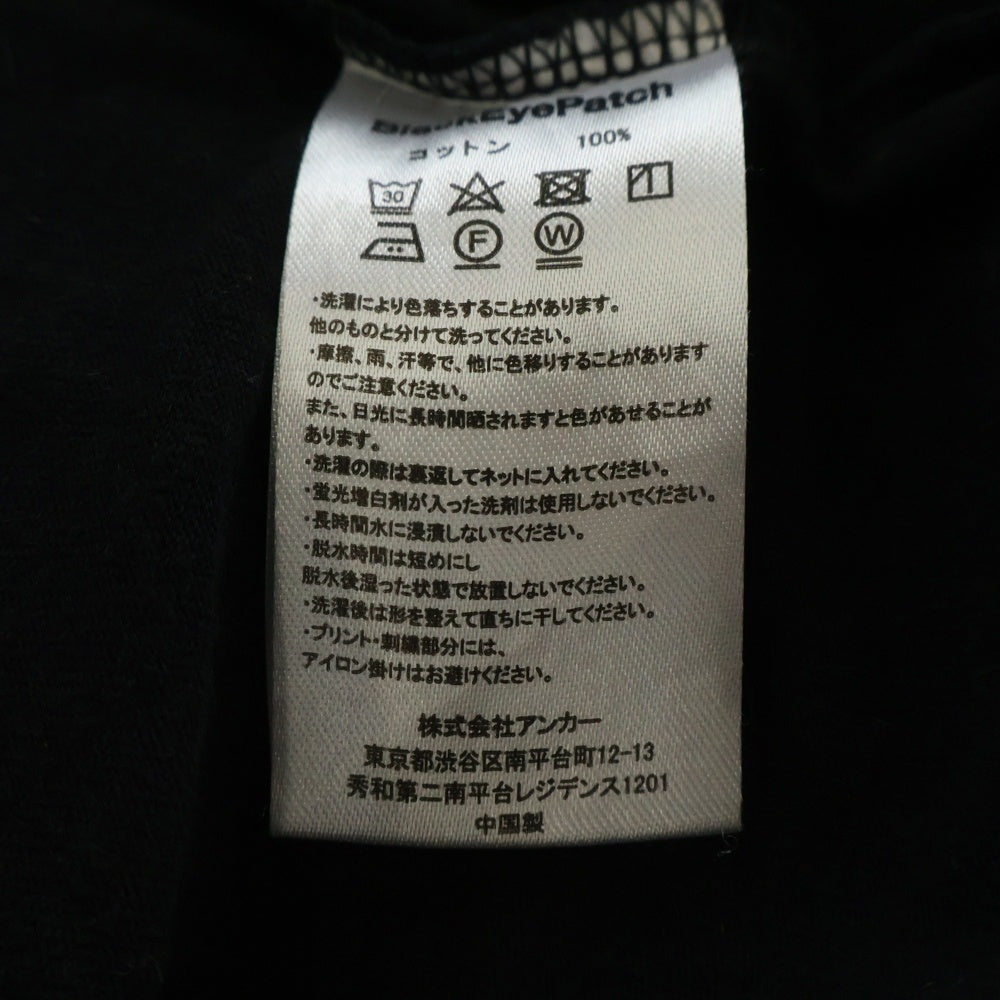 BlackEyePatch
コットン 100%
30
F W
・洗濯により色落ちすることがあります。
他のものと分けて洗ってください。
・摩擦、雨、汗等で、他に色移りすることがあります
のでご注意ください。
また、日光に長時間晒されますと色があせることが
あります。
・洗濯の際は裏返してネットに入れてください。
・蛍光増白剤が入った洗剤は使用しないでください。
・長時間水に浸漬しないでください。
・脱水時間は短めにし
脱水後湿った状態で放置しないでください。
・洗濯後は形を整えて直ちに干してください。
・プリント・刺繍部分には、
アイロン掛けはお避けください。
株式会社アンカー
東京都渋谷区南平台町12-13
秀和第二南平台レジデンス1201
中国製